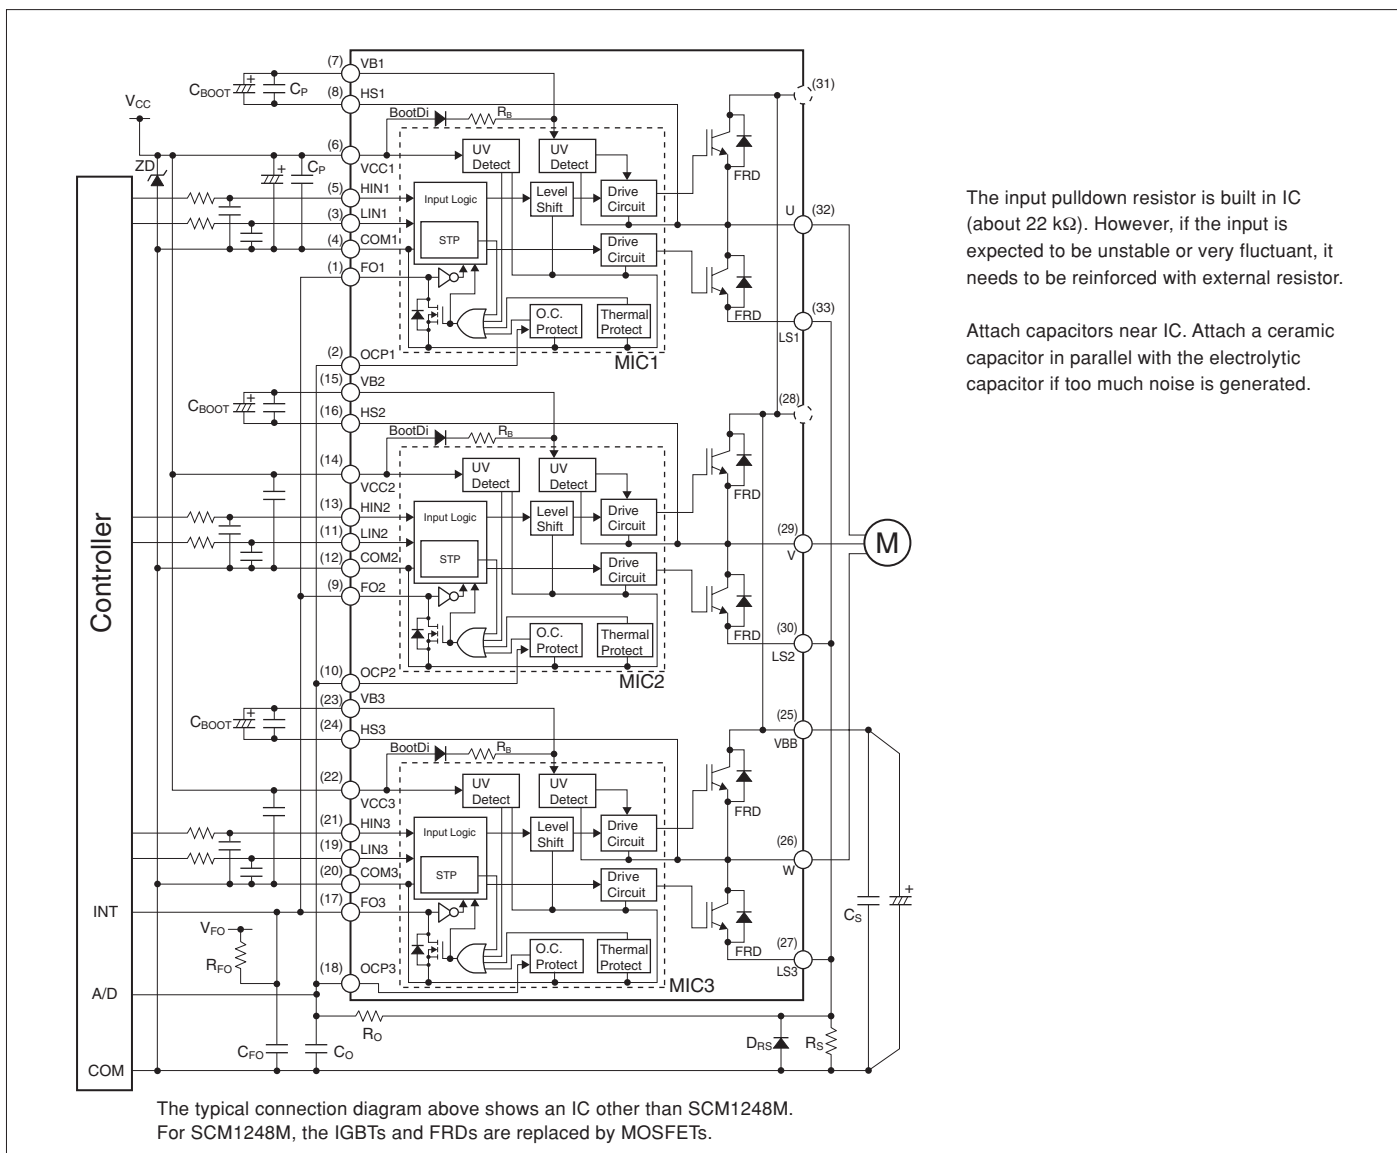 (7) VB1
CBOOT
+
CP
(8) HS1
VCC
BootDi
RB
(31)
(6)
VCC1
ZD
+
CP
UV
Detect
UV
Detect
FRD
(5) HIN1
Input Logic
Level
Shift
Drive
Circuit
(3) LIN1
U
(32)
STP
(4) COM1
Drive
Circuit
(1) FO1
FRD
O.C.
Protect
Thermal
Protect
(33)
LS1
(2) OCP1
MIC1
(15) VB2
CBOOT
+
(16) HS2
(28)
BootDi
RB
(14)
VCC2
UV
Detect
UV
Detect
FRD
(13) HIN2
Input Logic
Level
Shift
Drive
Circuit
(11) LIN2
(29)
V
M
STP
(12) COM2
Drive
Circuit
(9) FO2
FRD
O.C.
Protect
Thermal
Protect
(30)
LS2
(10) OCP2
MIC2
(23) VB3
CBOOT
+
(24) HS3
(25)
VBB
BootDi
RB
(22)
VCC3
UV
Detect
UV
Detect
FRD
(21) HIN3
Input Logic
Level
Shift
Drive
Circuit
(19) LIN3
(26)
W
STP
(20) COM3
Drive
Circuit
(17) FO3
FRD
O.C.
Protect
Thermal
Protect
(27)
LS3
(18) OCP3
MIC3
CS
+
Controller
INT
VFO
RFO
A/D
RO
CFO
CO
DRS
RS
COM
The typical connection diagram above shows an IC other than SCM1248M.
For SCM1248M, the IGBTs and FRDs are replaced by MOSFETs.
The input pulldown resistor is built in IC
(about 22 kΩ). However, if the input is
expected to be unstable or very fluctuant, it
needs to be reinforced with external resistor.
Attach capacitors near IC. Attach a ceramic
capacitor in parallel with the electrolytic
capacitor if too much noise is generated.